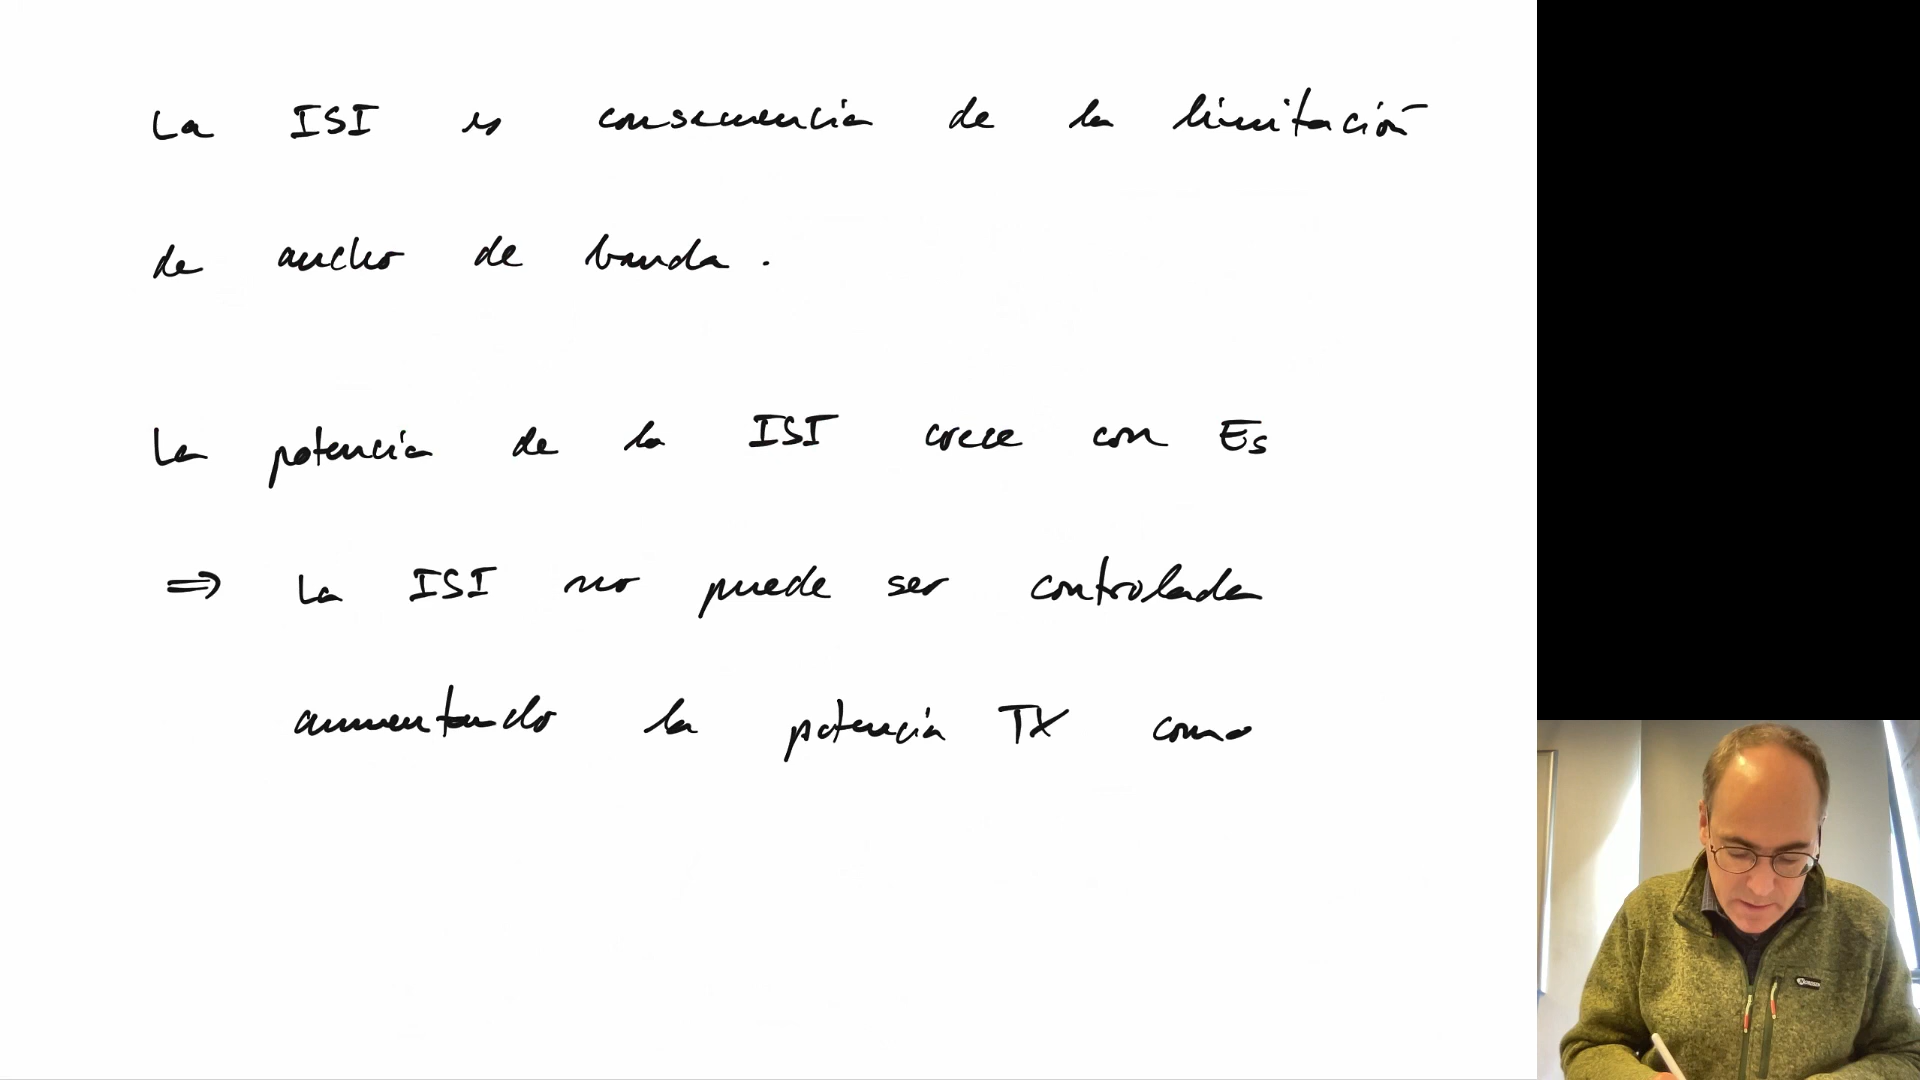 La ISI es consecuencia de la limitación
de ancho de banda.
La potencia de la ISI crece con Es
⇒ La ISI no puede ser controlada
aumentando la potencia TX como